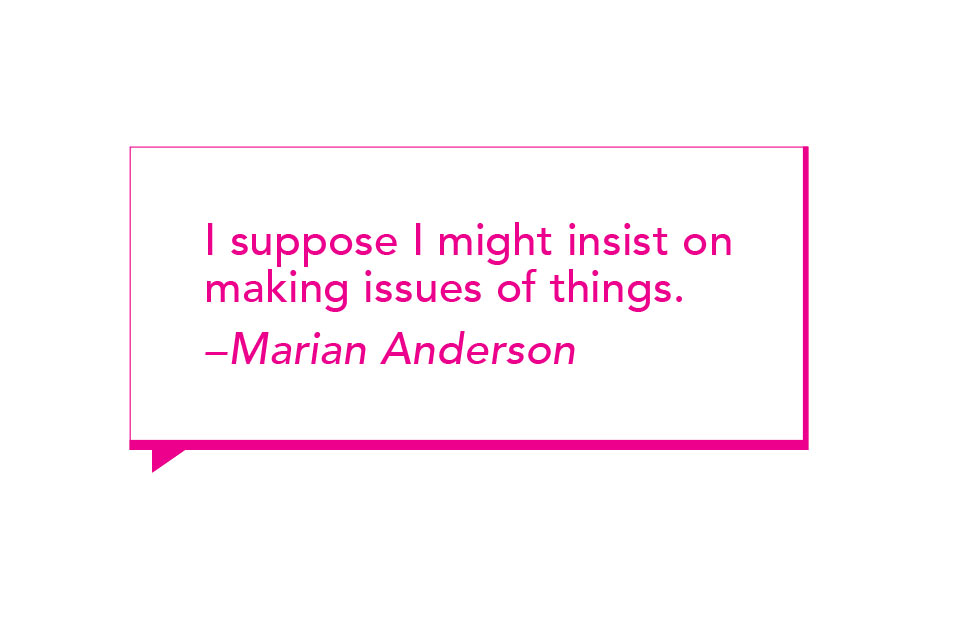 I suppose I might insist on
making issues of things.
–Marian Anderson